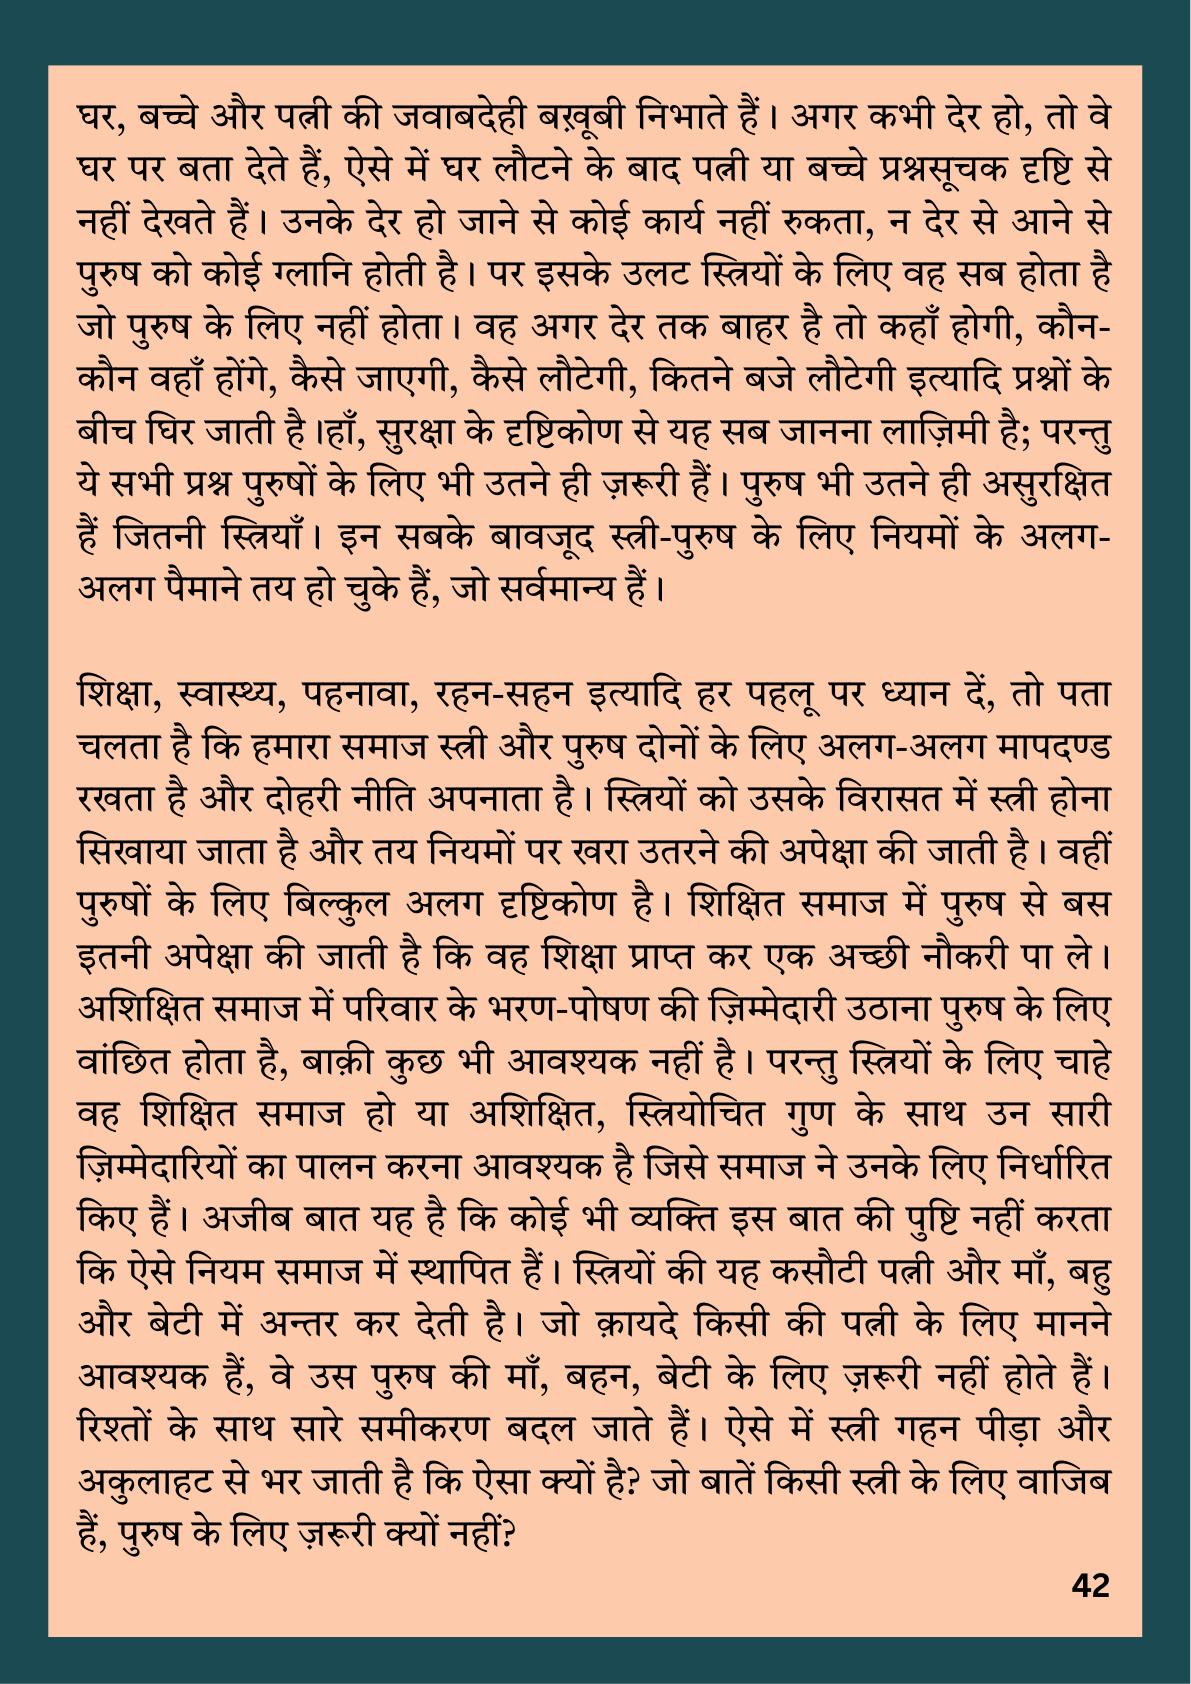 घर, बच्चे और पत्नी की जवाबदेही बख़ूबी निभाते हैं। अगर कभी देर हो, तो वे
घर पर बता देते हैं, ऐसे में घर लौटने के बाद पत्नी या बच्चे प्रश्नसूचक दृष्टि से
नहीं देखते हैं। उनके देर हो जाने से कोई कार्य नहीं रुकता, न देर से आने से
पुरुष को कोई ग्लानि होती है। पर इसके उलट स्त्रियों के लिए वह सब होता है
जो पुरुष के लिए नहीं होता। वह अगर देर तक बाहर है तो कहाँ होगी, कौन-
कौन वहाँ होंगे, कैसे जाएगी, कैसे लौटेगी, कितने बजे लौटेगी इत्यादि प्रश्नों के
बीच घिर जाती है।हाँ, सुरक्षा के दृष्टिकोण से यह सब जानना लाज़िमी है; परन्तु
ये सभी प्रश्न पुरुषों के लिए भी उतने ही ज़रूरी हैं। पुरुष भी उतने ही असुरक्षित
हैं जितनी स्त्रियाँ। इन सबके बावजूद स्त्री-पुरुष के लिए नियमों के अलग-
अलग पैमाने तय हो चुके हैं, जो सर्वमान्य हैं।
शिक्षा, स्वास्थ्य, पहनावा, रहन-सहन इत्यादि हर पहलू पर ध्यान दें, तो पता
चलता है कि हमारा समाज स्त्री और पुरुष दोनों के लिए अलग-अलग मापदण्ड
रखता है और दोहरी नीति अपनाता है। स्त्रियों को उसके विरासत में स्त्री होना
सिखाया जाता है और तय नियमों पर खरा उतरने की अपेक्षा की जाती है। वहीं
पुरुषों के लिए बिल्कुल अलग दृष्टिकोण है। शिक्षित समाज में पुरुष से बस
इतनी अपेक्षा की जाती है कि वह शिक्षा प्राप्त कर एक अच्छी नौकरी पा ले।
अशिक्षित समाज में परिवार के भरण-पोषण की ज़िम्मेदारी उठाना पुरुष के लिए
वांछित होता है, बाक़ी कुछ भी आवश्यक नहीं है। परन्तु स्त्रियों के लिए चाहे
वह शिक्षित समाज हो या अशिक्षित, स्त्रियोचित गुण के साथ उन सारी
ज़िम्मेदारियों का पालन करना आवश्यक है जिसे समाज ने उनके लिए निर्धारित
किए हैं। अजीब बात यह है कि कोई भी व्यक्ति इस बात की पुष्टि नहीं करता
कि ऐसे नियम समाज में स्थापित हैं। स्त्रियों की यह कसौटी पत्नी और माँ, बहु
और बेटी में अन्तर कर देती है। जो क़ायदे किसी की पत्नी के लिए मानने
आवश्यक हैं, वे उस पुरुष की माँ, बहन, बेटी के लिए ज़रूरी नहीं होते हैं।
रिश्तों के साथ सारे समीकरण बदल जाते हैं। ऐसे में स्त्री गहन पीड़ा और
अकुलाहट से भर जाती है कि ऐसा क्यों है? जो बातें किसी स्त्री के लिए वाजिब
हैं, पुरुष के लिए ज़रूरी क्यों नहीं?
42